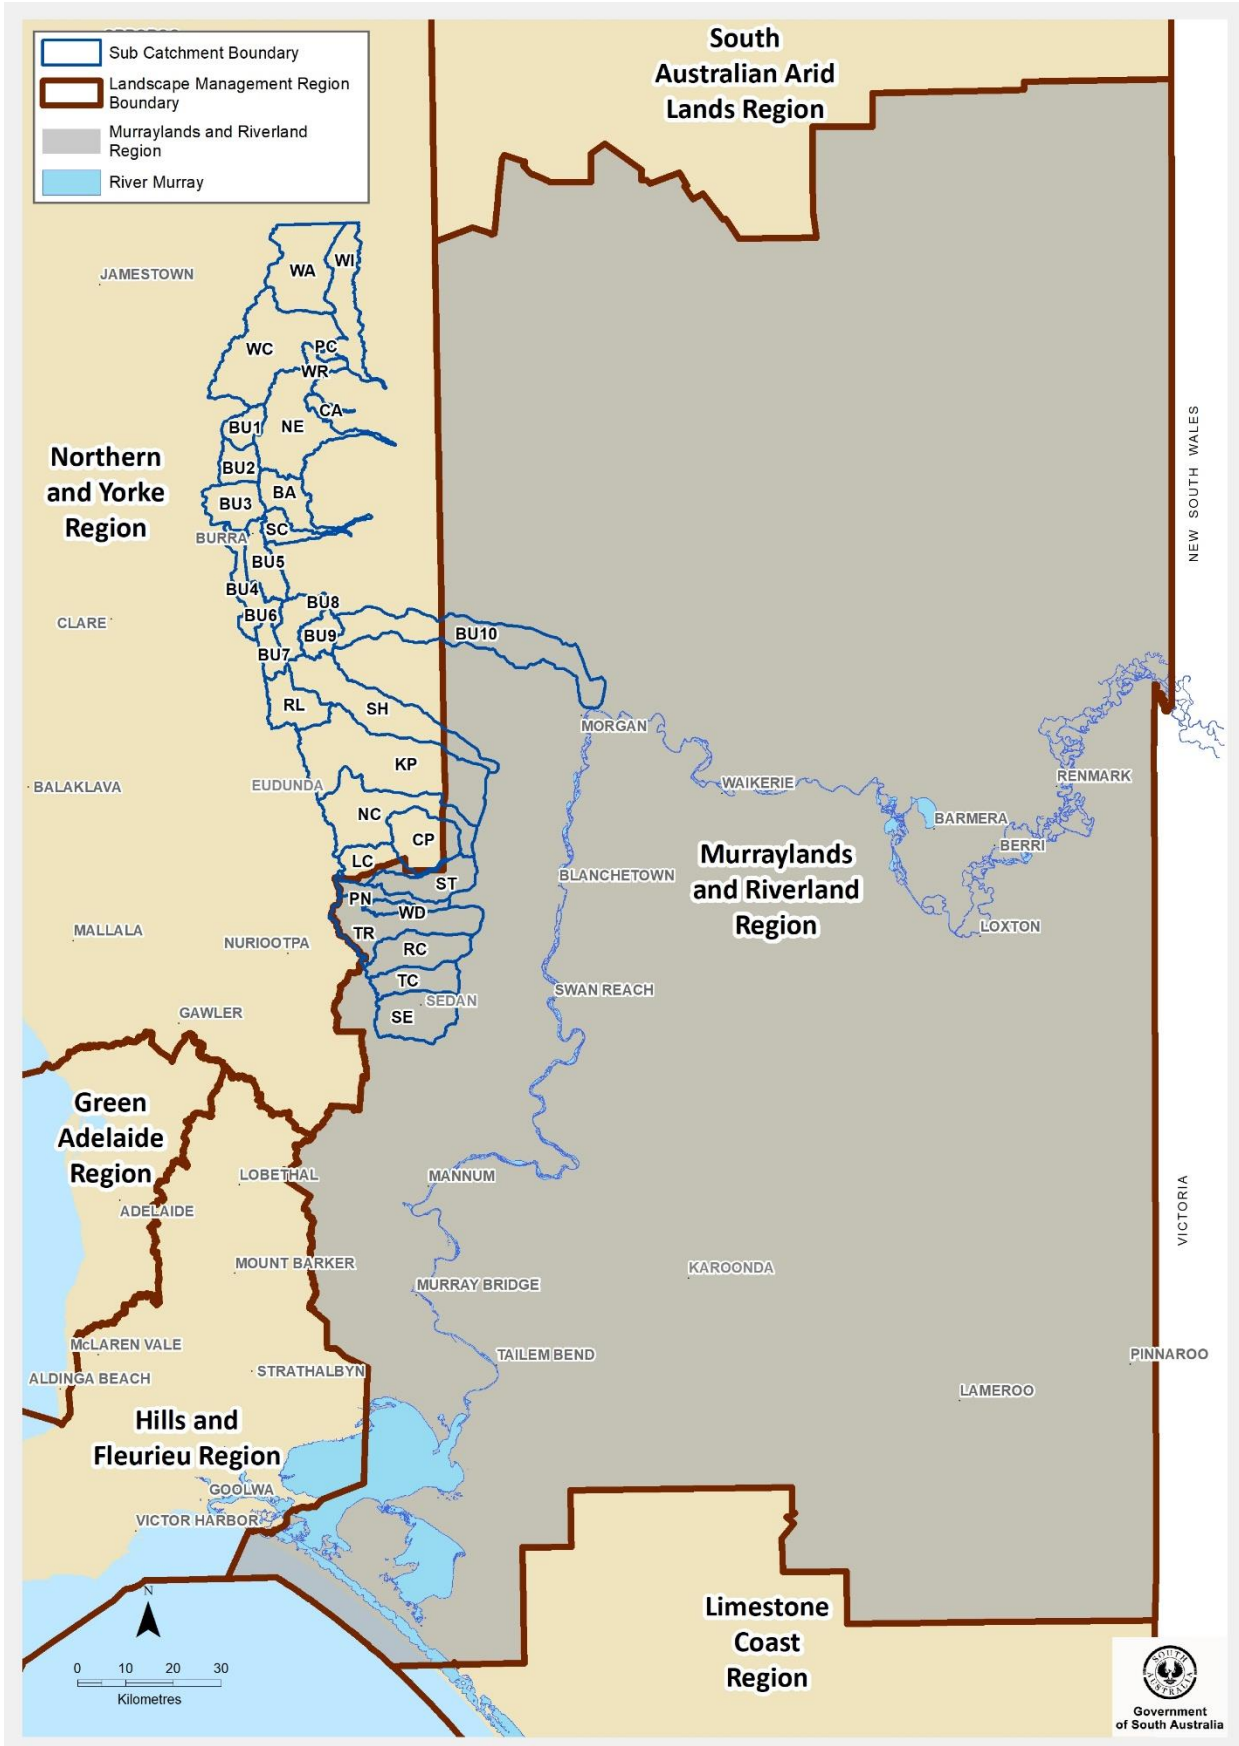 Sub Catchment Boundary
Landscape Management Region
Boundary
Murraylands and Riverland
Region
River Murray
South
Australian Arid
Lands Region
JAMESTOWN
WA
WI
WC
PC
WR
CA
BU1
NE
BU2
BA
BU3
SC
BURRA
BU5
BU4
BU8
BU6
BU9
BU10
BU7
RL
SH
KP
NC
CP
LC
ST
PN
WD
TR
RC
TC
SE
SEDAN
Northern
and Yorke
Region
CLARE
BALAKLAVA
EUDUNDA
MALLALA
NURIOOTPA
GAWLER
NEW SOUTH WALES
MORGAN
WAIKERIE
RENMARK
BARMERA
BERRI
LOXTON
Murraylands
and Riverland
Region
BLANCHETOWN
SWAN REACH
Green
Adelaide
Region
LOBETHAL
ADELAIDE
MANNUM
MOUNT BARKER
MURRAY BRIDGE
KAROONDA
VICTORIA
McLAREN VALE
ALDINGA BEACH
STRATHALBYN
TAILEM BEND
PINNAROO
LAMEROO
Hills and
Fleurieu Region
GOOLWA
VICTOR HARBOR
N
0 10 20 30
Kilometres
Limestone
Coast
Region
SOUTH
AUSTRALIA
Government
of South Australia